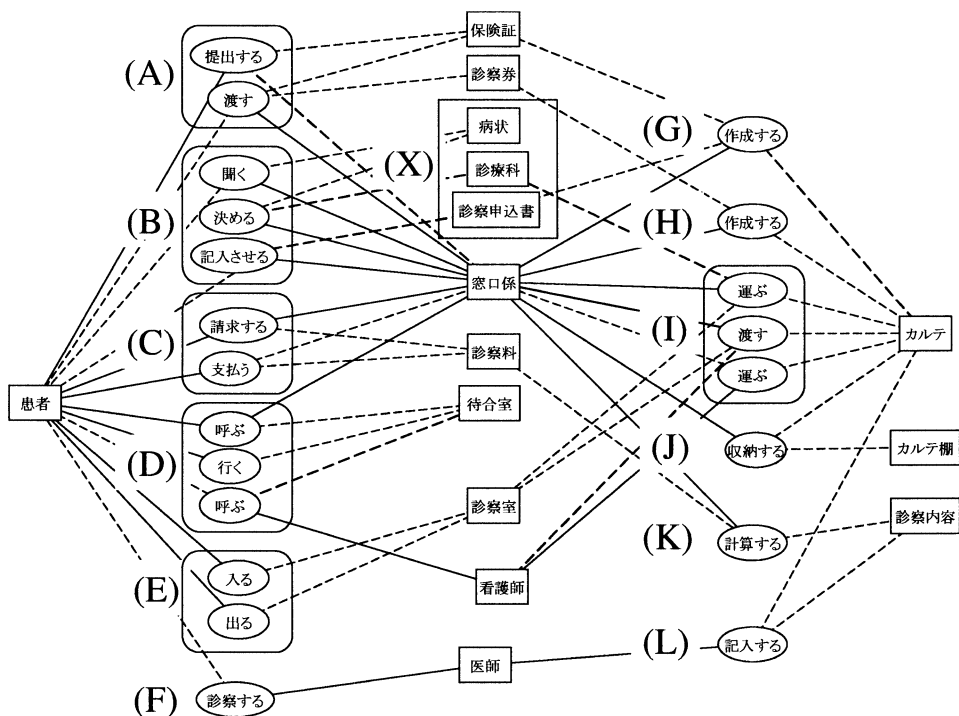 (A)
提出する
渡す
(B)
聞く
決める
記入させる
(C)
請求する
支払う
患者
(D)
呼ぶ
行く
呼ぶ
(E)
入る
出る
(F)
診察する
保険証
診察券
(X)
病状
診療科
診察申込書
窓口係
診察料
待合室
診察室
看護師
医師
(G)
作成する
(H)
作成する
(I)
運ぶ
渡す
運ぶ
(J)
収納する
(K)
計算する
(L)
記入する
カルテ
カルテ棚
診察内容